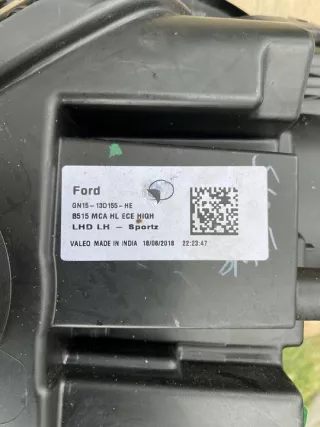 Ford
GN15-13D155-HE
B515 MCA HL ECE HIGH
LHD LH - Sportz
VALEO MADE IN INDIA 18/08/2018 22:23:47